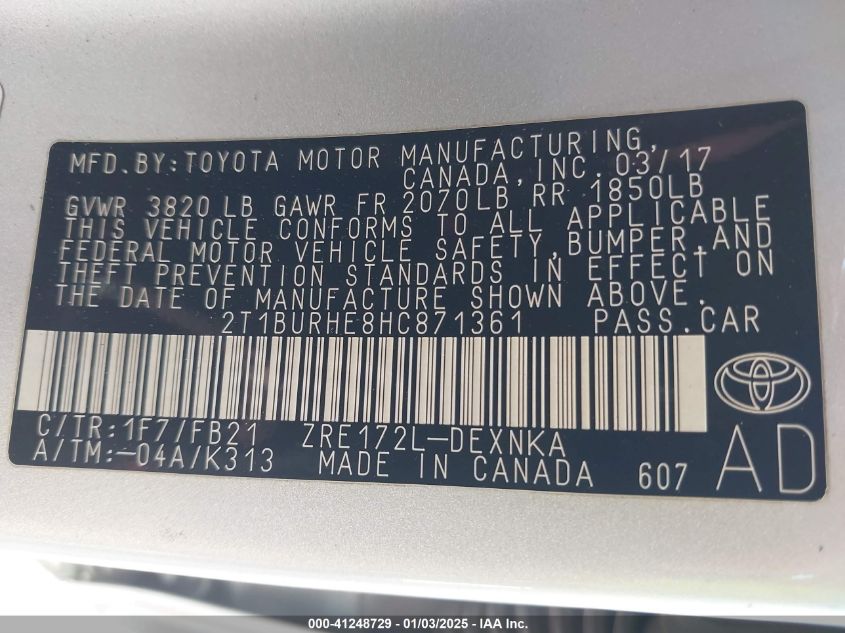 MFD.BY:TOYOTA MOTOR MANUFACTURING,
CANADA,INC. 03/17
GVWR 3820 LB GAWR FR 2070LB RR 1850LB
THIS VEHICLE CONFORMS TO ALL APPLICABLE
FEDERAL MOTOR VEHICLE SAFETY,BUMPER,AND
THEFT PREVENTION STANDARDS IN EFFECT ON
THE DATE OF MANUFACTURE SHOWN ABOVE.
2T1BURHE8HC871361 PASS.CAR
C/TR:1F7/FB21 ZRE172L-DEXNKA
A/TM:-04A/K313 MADE IN CANADA 607 AD
000-41248729 - 01/03/2025 - IAA Inc.